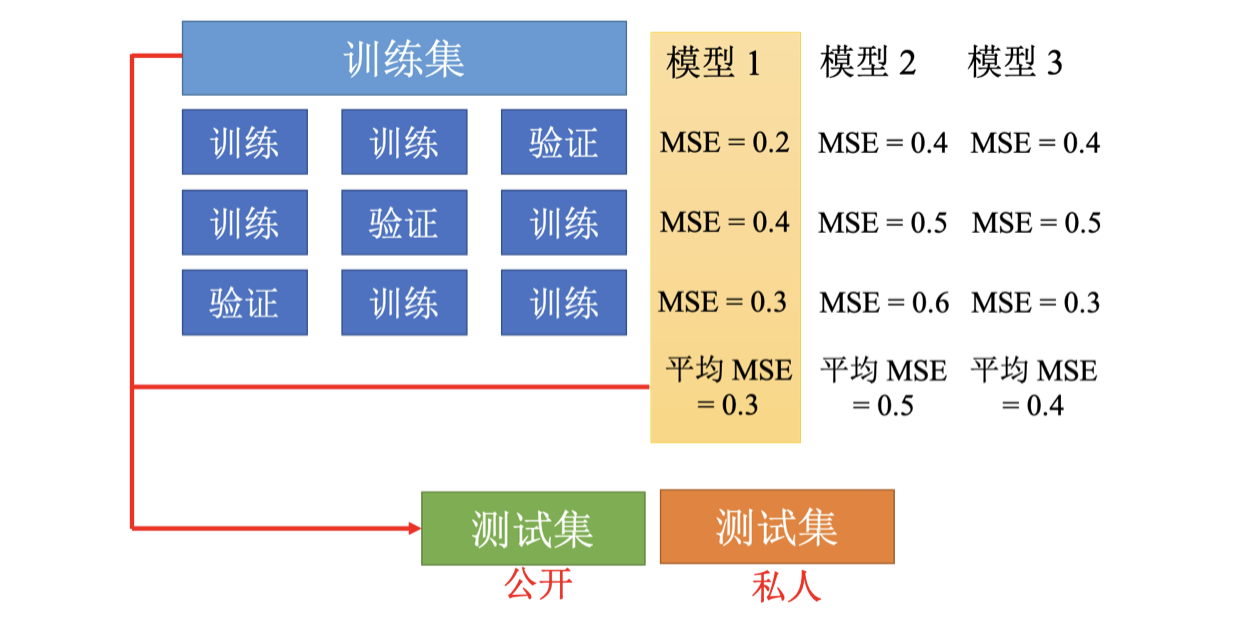 训练集
模型 1 模型 2 模型 3
训练 训练 验证 MSE = 0.2 MSE = 0.4 MSE = 0.4
训练 验证 训练 MSE = 0.4 MSE = 0.5 MSE = 0.5
验证 训练 训练 MSE = 0.3 MSE = 0.6 MSE = 0.3
平均 MSE 平均 MSE 平均 MSE
= 0.3 = 0.5 = 0.4
测试集 测试集
公开 私人